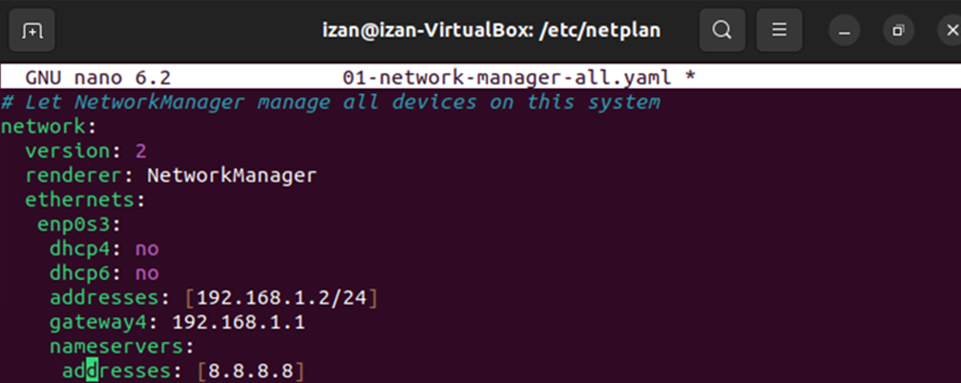 izan@izan-VirtualBox: /etc/netplan
GNU nano 6.2 01-network-manager-all.yaml *
# Let NetworkManager manage all devices on this system
network:
  version: 2
  renderer: NetworkManager
  ethernets:
   enp0s3:
    dhcp4: no
    dhcp6: no
    addresses: [192.168.1.2/24]
    gateway4: 192.168.1.1
    nameservers:
     addresses: [8.8.8.8]